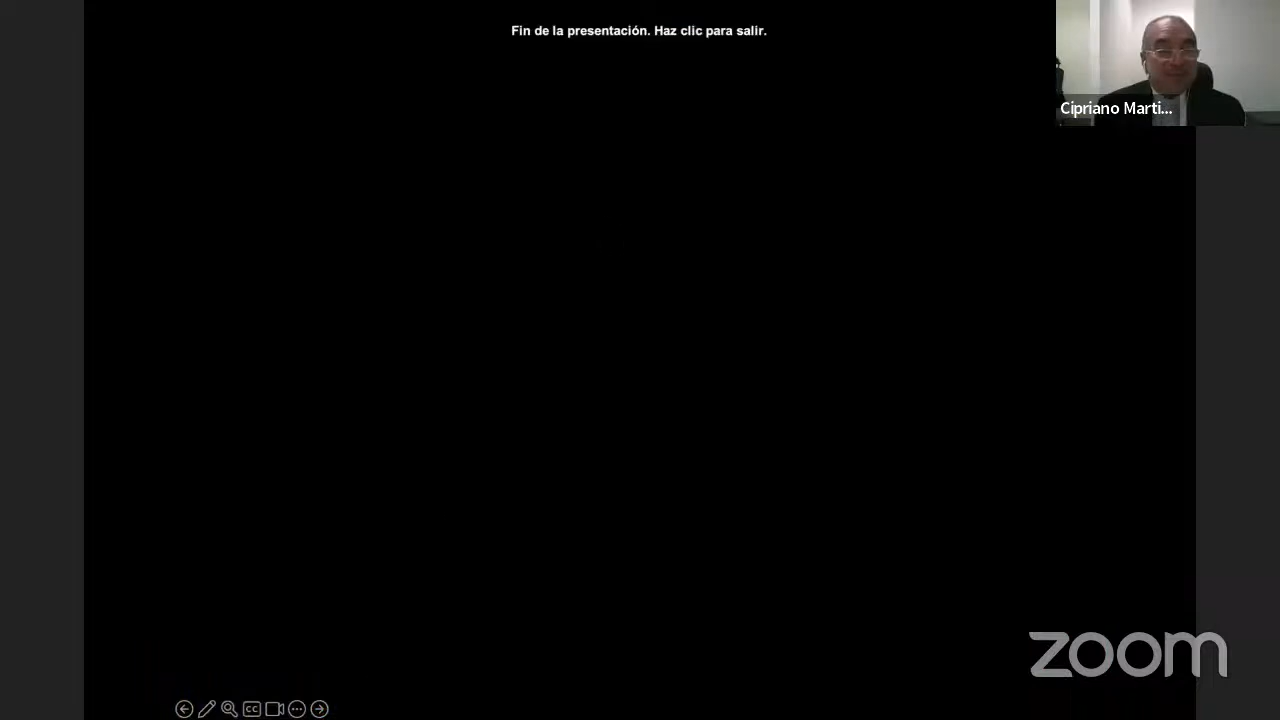 Fin de la presentación. Haz clic para salir.
Cipriano Marti...
zoom